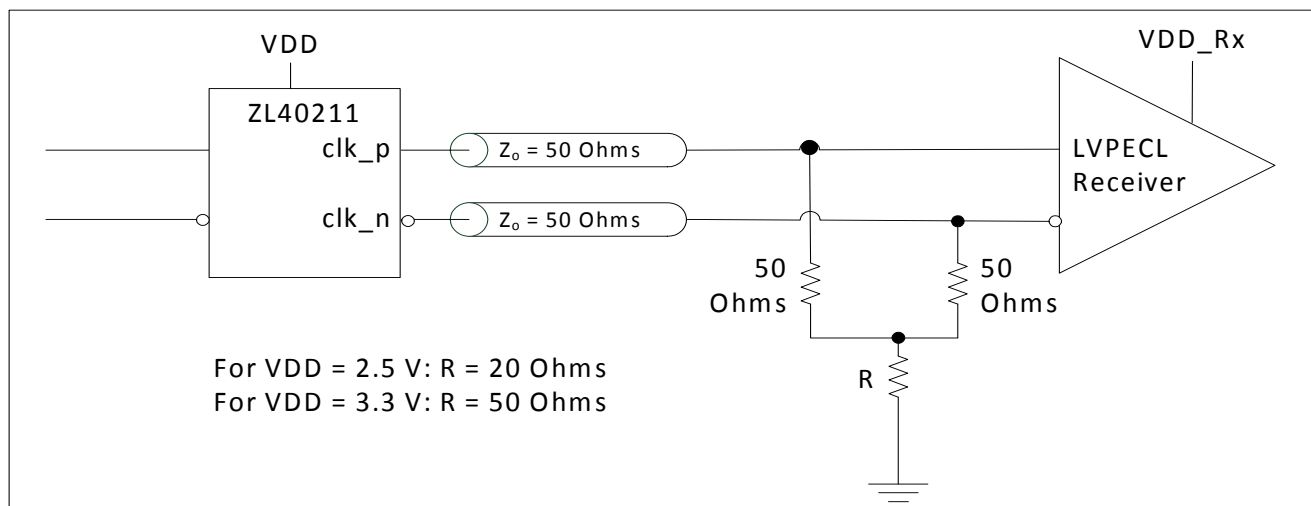 VDD
VDD_Rx
ZL40211
clk_p
Zo = 50 Ohms
LVPECL
Receiver
clk_n
Zo = 50 Ohms
50
Ohms
50
Ohms
For VDD = 2.5 V: R = 20 Ohms
For VDD = 3.3 V: R = 50 Ohms
R